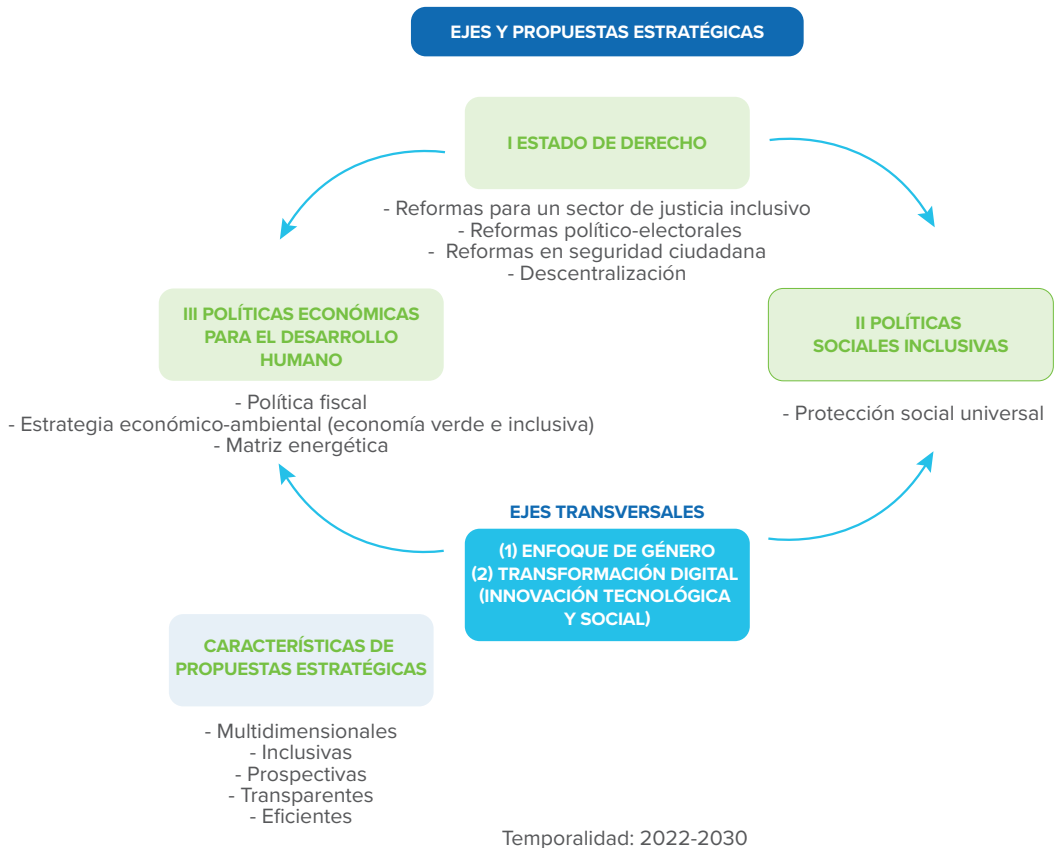 EJES Y PROPUESTAS ESTRATÉGICAS
I ESTADO DE DERECHO
- Reformas para un sector de justicia inclusivo
- Reformas político-electorales
- Reformas en seguridad ciudadana
- Descentralización
III POLÍTICAS ECONÓMICAS
PARA EL DESARROLLO
HUMANO
- Política fiscal
- Estrategia económico-ambiental (economía verde e inclusiva)
- Matriz energética
II POLÍTICAS
SOCIALES INCLUSIVAS
- Protección social universal
EJES TRANSVERSALES
(1) ENFOQUE DE GÉNERO
(2) TRANSFORMACIÓN DIGITAL
(INNOVACIÓN TECNOLÓGICA
Y SOCIAL)
CARACTERÍSTICAS DE
PROPUESTAS ESTRATÉGICAS
- Multidimensionales
- Inclusivas
- Prospectivas
- Transparentes
- Eficientes
Temporalidad: 2022-2030